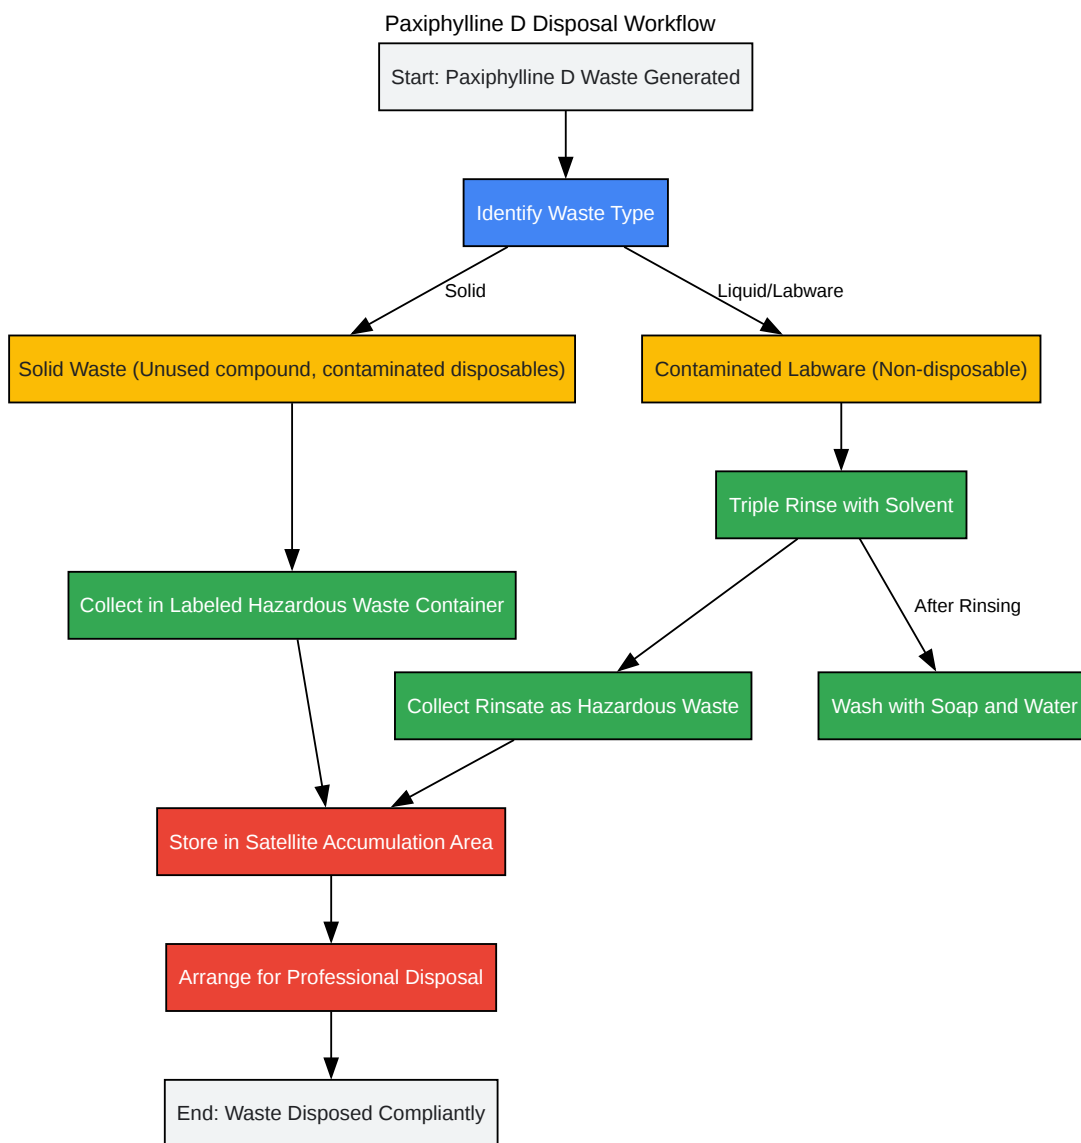 Paxiphylline D Disposal Workflow
Start: Paxiphylline D Waste Generated
Identify Waste Type
Solid
Liquid/Labware
Solid Waste (Unused compound, contaminated disposables)
Contaminated Labware (Non-disposable)
Triple Rinse with Solvent
Collect in Labeled Hazardous Waste Container
After Rinsing
Collect Rinsate as Hazardous Waste
Wash with Soap and Water
Store in Satellite Accumulation Area
Arrange for Professional Disposal
End: Waste Disposed Compliantly